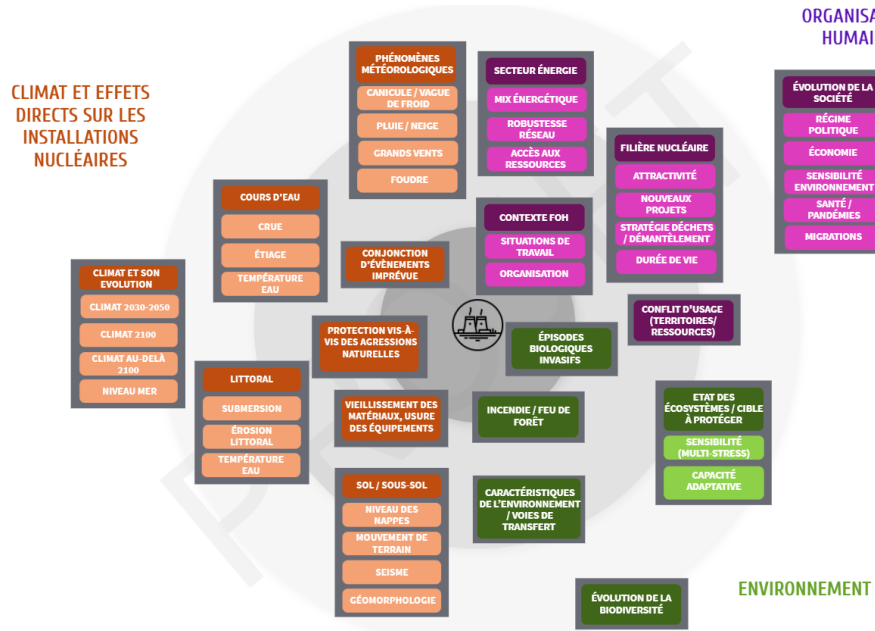 ORGANISA
HUMAI
CLIMAT ET EFFETS
DIRECTS SUR LES
INSTALLATIONS
NUCLÉAIRES
PHÉNOMÈNES
MÉTÉOROLOGIQUES
CANICULE / VAGUE
DE FROID
PLUIE / NEIGE
GRANDS VENTS
FOUDRE
SECTEUR ÉNERGIE
MIX ÉNERGÉTIQUE
ROBUSTESSE
RÉSEAU
ACCÈS AUX
RESSOURCES
ÉVOLUTION DE LA
SOCIÉTÉ
RÉGIME
POLITIQUE
ÉCONOMIE
SENSIBILITÉ
ENVIRONNEMENT
SANTÉ /
PANDÉMIES
MIGRATIONS
FILIÈRE NUCLÉAIRE
ATTRACTIVITÉ
NOUVEAUX
PROJETS
STRATÉGIE DÉCHETS
/ DÉMANTÈLEMENT
DURÉE DE VIE
COURS D'EAU
CRUE
ÉTIAGE
TEMPÉRATURE
EAU
CONTEXTE FOH
SITUATIONS DE
TRAVAIL
ORGANISATION
CONJONCTION
D'ÉVÈNEMENTS
IMPRÉVUE
CLIMAT ET SON
EVOLUTION
CLIMAT 2030-2050
CLIMAT 2100
CLIMAT AU-DELÀ
2100
NIVEAU MER
CONFLIT D'USAGE
(TERRITOIRES/
RESSOURCES)
PROTECTION VIS-À-
VIS DES AGRESSIONS
NATURELLES
ÉPISODES
BIOLOGIQUES
INVASIFS
LITTORAL
SUBMERSION
ÉROSION
LITTORAL
TEMPÉRATURE
EAU
VIEILLISSEMENT DES
MATÉRIAUX, USURE
DES ÉQUIPEMENTS
INCENDIE / FEU DE
FORÊT
ETAT DES
ÉCOSYSTÈMES / CIBLE
À PROTÉGER
SENSIBILITÉ
(MULTI-STRESS)
CAPACITÉ
ADAPTATIVE
SOL / SOUS-SOL
NIVEAU DES
NAPPES
MOUVEMENT DE
TERRAIN
SEISME
GÉOMORPHOLOGIE
CARACTÉRISTIQUES
DE L'ENVIRONNEMENT
/ VOIES DE
TRANSFERT
ÉVOLUTION DE LA
BIODIVERSITÉ
ENVIRONNEMENT